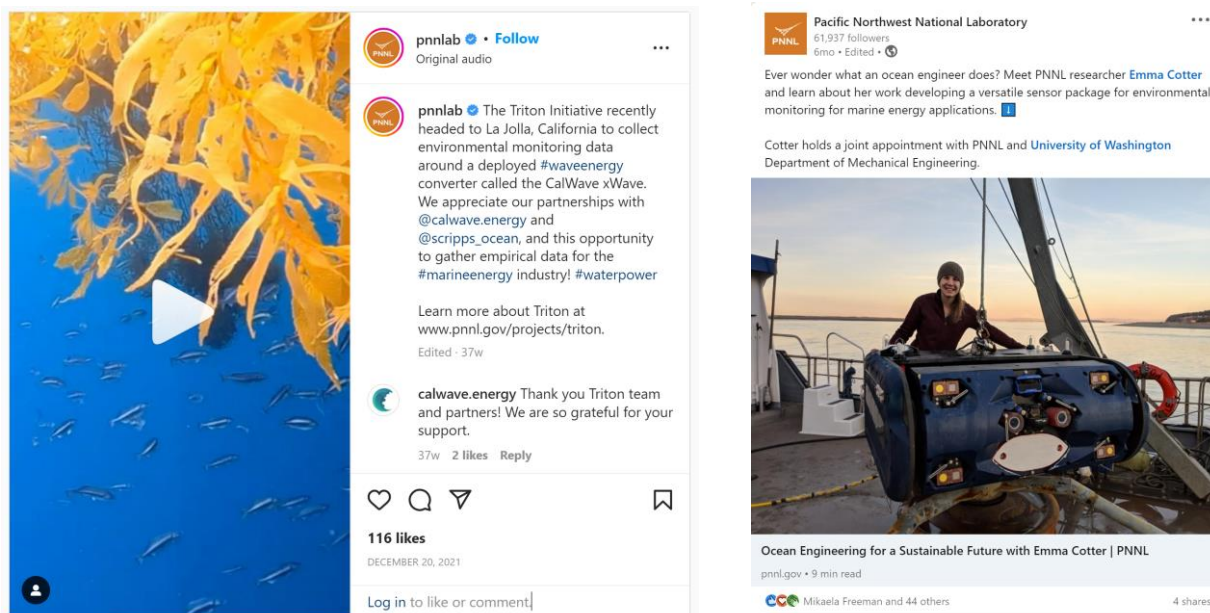 pnnlab • Follow
Original audio
pnnlab The Triton Initiative recently
headed to La Jolla, California to collect
environmental monitoring data
around a deployed #waveenergy
converter called the CalWave xWave.
We appreciate our partnerships with
@calwave.energy and
@scripps_ocean, and this opportunity
to gather empirical data for the
#marineenergy industry! #waterpower
Learn more about Triton at
www.pnnl.gov/projects/triton.
Edited · 37w
calwave.energy Thank you Triton team
and partners! We are so grateful for your
support.
37w 2 likes Reply
116 likes
DECEMBER 20, 2021
Log in to like or comment.
PNNL
Pacific Northwest National Laboratory
61,937 followers
6mo • Edited •
Ever wonder what an ocean engineer does? Meet PNNL researcher Emma Cotter
and learn about her work developing a versatile sensor package for environmental
monitoring for marine energy applications.
Cotter holds a joint appointment with PNNL and University of Washington
Department of Mechanical Engineering.
Ocean Engineering for a Sustainable Future with Emma Cotter | PNNL
pnnl.gov • 9 min read
Mikaela Freeman and 44 others
4 shares